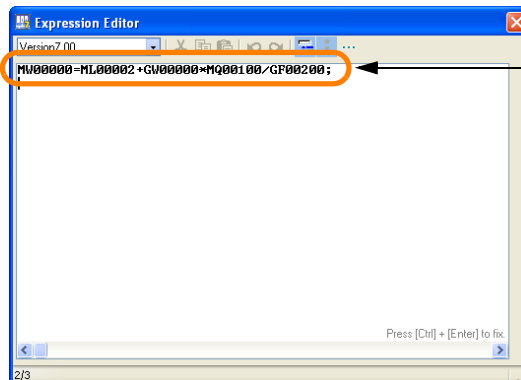 Expression Editor
Version7.00
MW00000=ML00002+GW00000*MQ00100/GF00200;
Press [Ctrl] + [Enter] to fix.
2/3